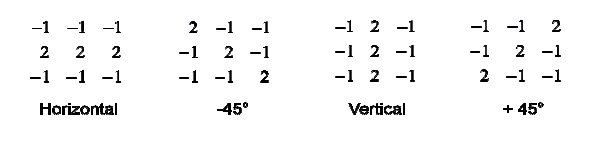 −1 −1 −1 2 −1 −1 −1 2 −1 −1 −1 2
2 2 2 −1 2 −1 −1 2 −1 −1 2 −1
−1 −1 −1 −1 −1 2 −1 2 −1 2 −1 −1
Horizontal -45° Vertical + 45°